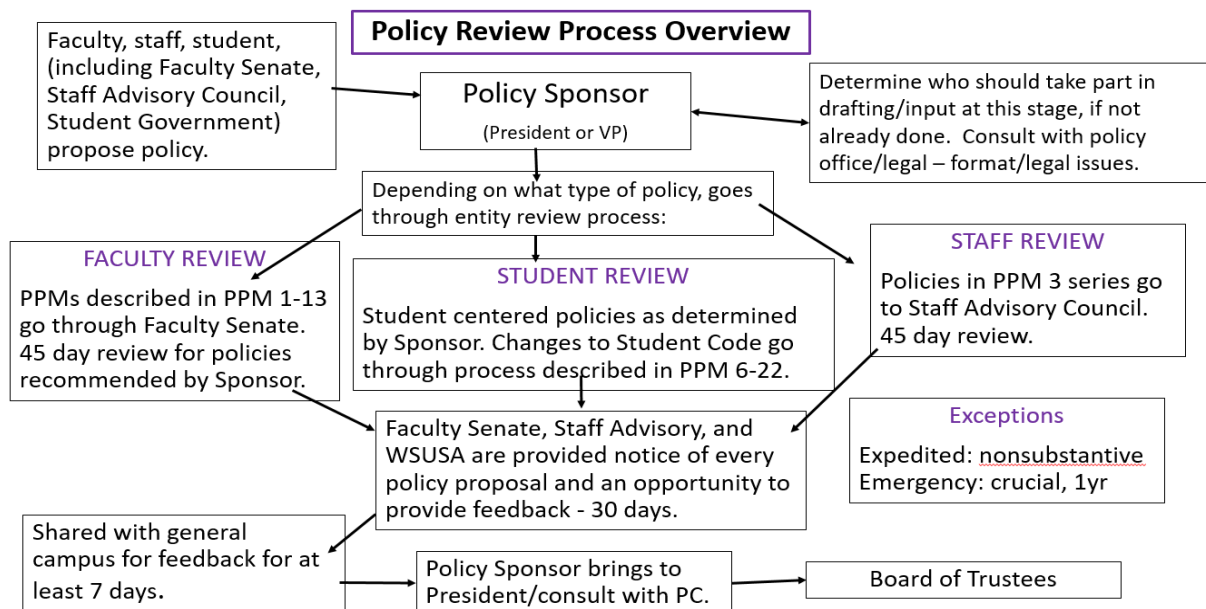 Policy Review Process Overview
Faculty, staff, student,
(including Faculty Senate,
Staff Advisory Council,
Student Government)
propose policy.
Policy Sponsor
(President or VP)
Determine who should take part in
drafting/input at this stage, if not
already done.  Consult with policy
office/legal – format/legal issues.
Depending on what type of policy, goes
through entity review process:
FACULTY REVIEW
PPMs described in PPM 1-13
go through Faculty Senate.
45 day review for policies
recommended by Sponsor.
STUDENT REVIEW
Student centered policies as determined
by Sponsor. Changes to Student Code go
through process described in PPM 6-22.
STAFF REVIEW
Policies in PPM 3 series go
to Staff Advisory Council.
45 day review.
Faculty Senate, Staff Advisory, and
WSUSA are provided notice of every
policy proposal and an opportunity to
provide feedback - 30 days.
Exceptions
Expedited: nonsubstantive
Emergency: crucial, 1yr
Shared with general
campus for feedback for at
least 7 days.
Policy Sponsor brings to
President/consult with PC.
Board of Trustees